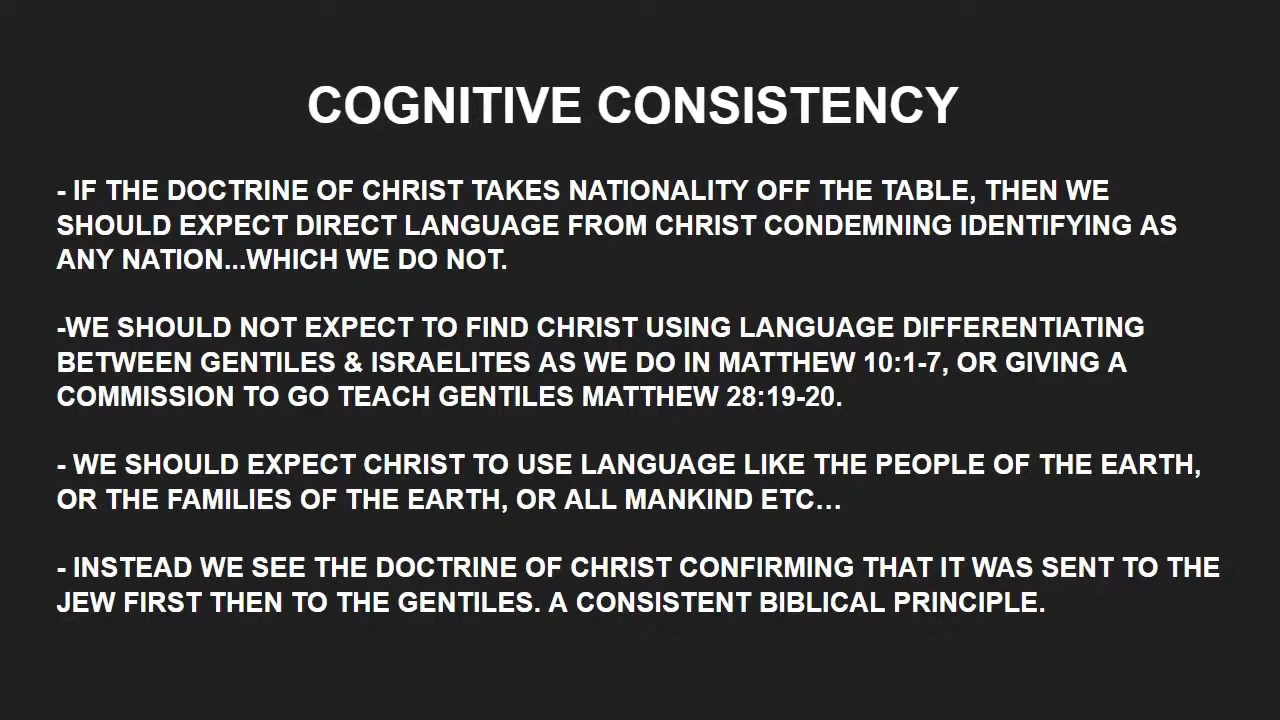 COGNITIVE CONSISTENCY
- IF THE DOCTRINE OF CHRIST TAKES NATIONALITY OFF THE TABLE, THEN WE
SHOULD EXPECT DIRECT LANGUAGE FROM CHRIST CONDEMNING IDENTIFYING AS
ANY NATION...WHICH WE DO NOT.
-WE SHOULD NOT EXPECT TO FIND CHRIST USING LANGUAGE DIFFERENTIATING
BETWEEN GENTILES & ISRAELITES AS WE DO IN MATTHEW 10:1-7, OR GIVING A
COMMISSION TO GO TEACH GENTILES MATTHEW 28:19-20.
- WE SHOULD EXPECT CHRIST TO USE LANGUAGE LIKE THE PEOPLE OF THE EARTH,
OR THE FAMILIES OF THE EARTH, OR ALL MANKIND ETC…
- INSTEAD WE SEE THE DOCTRINE OF CHRIST CONFIRMING THAT IT WAS SENT TO THE
JEW FIRST THEN TO THE GENTILES. A CONSISTENT BIBLICAL PRINCIPLE.